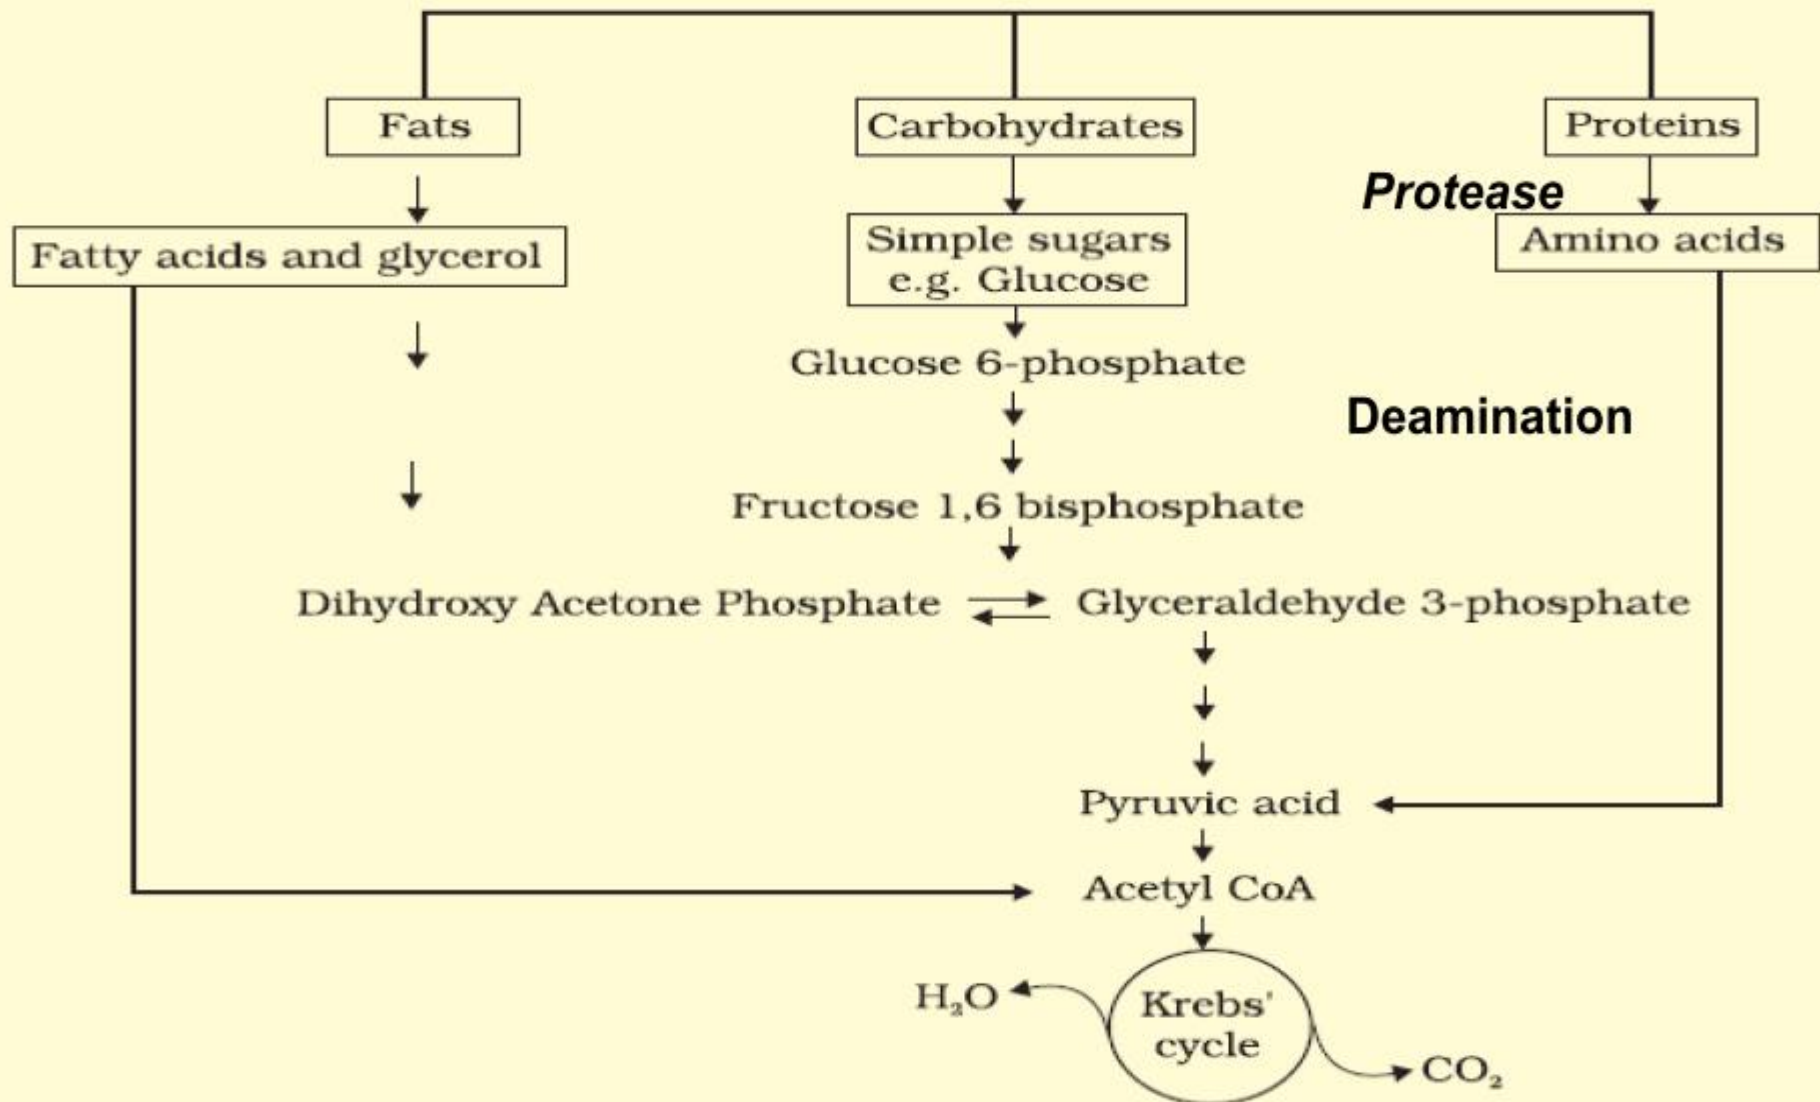 Fats
Carbohydrates
Proteins
Protease
Fatty acids and glycerol
Simple sugars
e.g. Glucose
Amino acids
Glucose 6-phosphate
Deamination
Fructose 1,6 bisphosphate
Dihydroxy Acetone Phosphate
Glyceraldehyde 3-phosphate
Pyruvic acid
Acetyl CoA
H₂O
Krebs'
cycle
CO₂